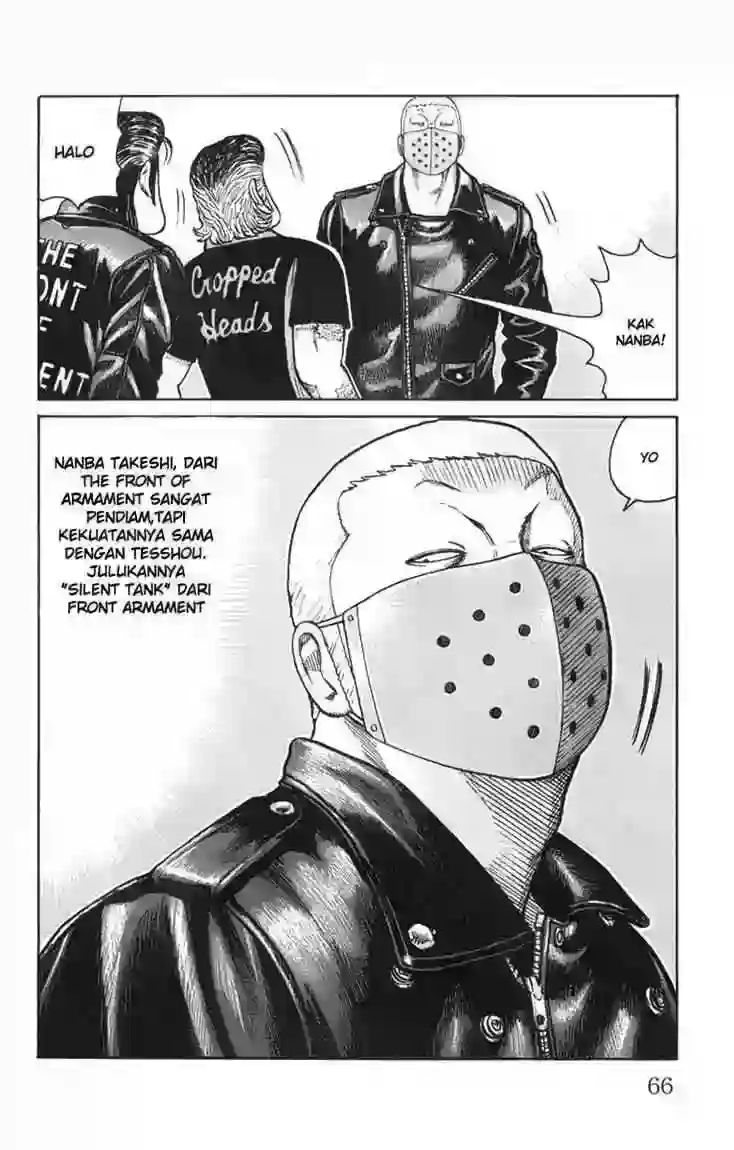 HALO
THE
ONT
ENT
Cropped
Heads
KAK
NANBA!
YO
NANBA TAKESHI, DARI
THE FRONT OF
ARMAMENT SANGAT
PENDIAM,TAPI
KEKUATANNYA SAMA
DENGAN TESSHOU.
JULUKANNYA
"SILENT TANK" DARI
FRONT ARMAMENT
66